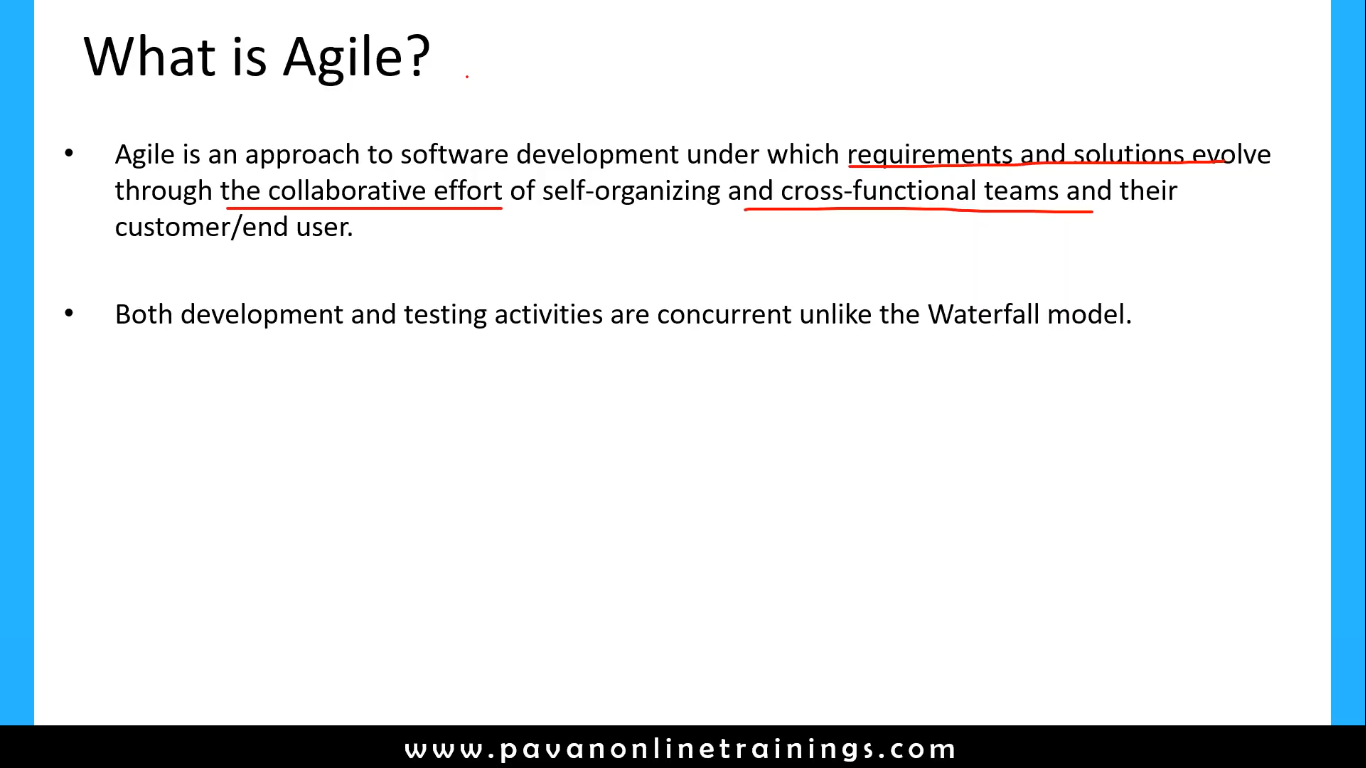 What is Agile?
• Agile is an approach to software development under which requirements and solutions evolve
through the collaborative effort of self-organizing and cross-functional teams and their
customer/end user.
• Both development and testing activities are concurrent unlike the Waterfall model.
www.pavanonlinetrainings.com